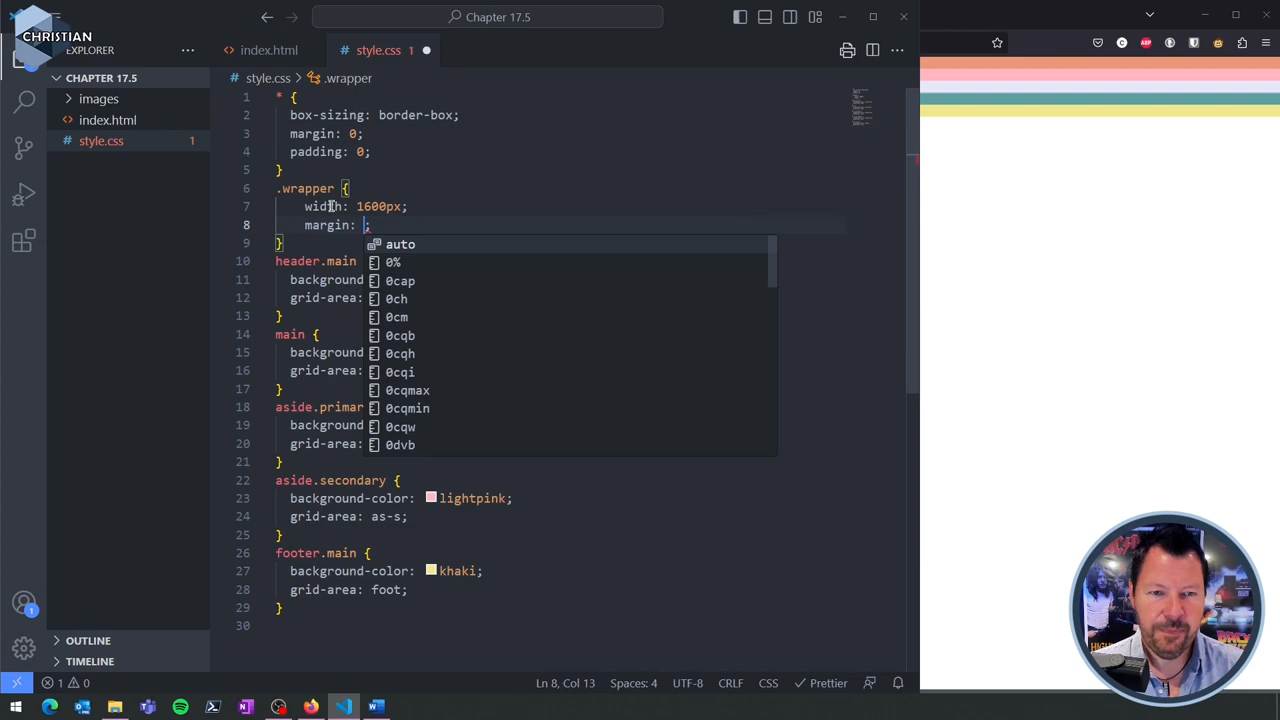 CHRISTIAN
Chapter 17.5
EXPLORER
index.html
style.css 1
CHAPTER 17.5
images
index.html
style.css 1
style.css > .wrapper
1 * {
2 box-sizing: border-box;
3 margin: 0;
4 padding: 0;
5 }
6 .wrapper {
7 width: 1600px;
8 margin: ;
9 }
10 header.main
11 background
12 grid-area:
13 }
14 main {
15 background
16 grid-area:
17 }
18 aside.primar
19 background
20 grid-area:
21 }
22 aside.secondary {
23 background-color: lightpink;
24 grid-area: as-s;
25 }
26 footer.main {
27 background-color: khaki;
28 grid-area: foot;
29 }
30
auto
0%
0cap
0ch
0cm
0cqb
0cqh
0cqi
0cqmax
0cqmin
0cqw
0dvb
OUTLINE
TIMELINE
1
1 0
Ln 8, Col 13
Spaces: 4
UTF-8
CRLF
CSS
Prettier
ABP